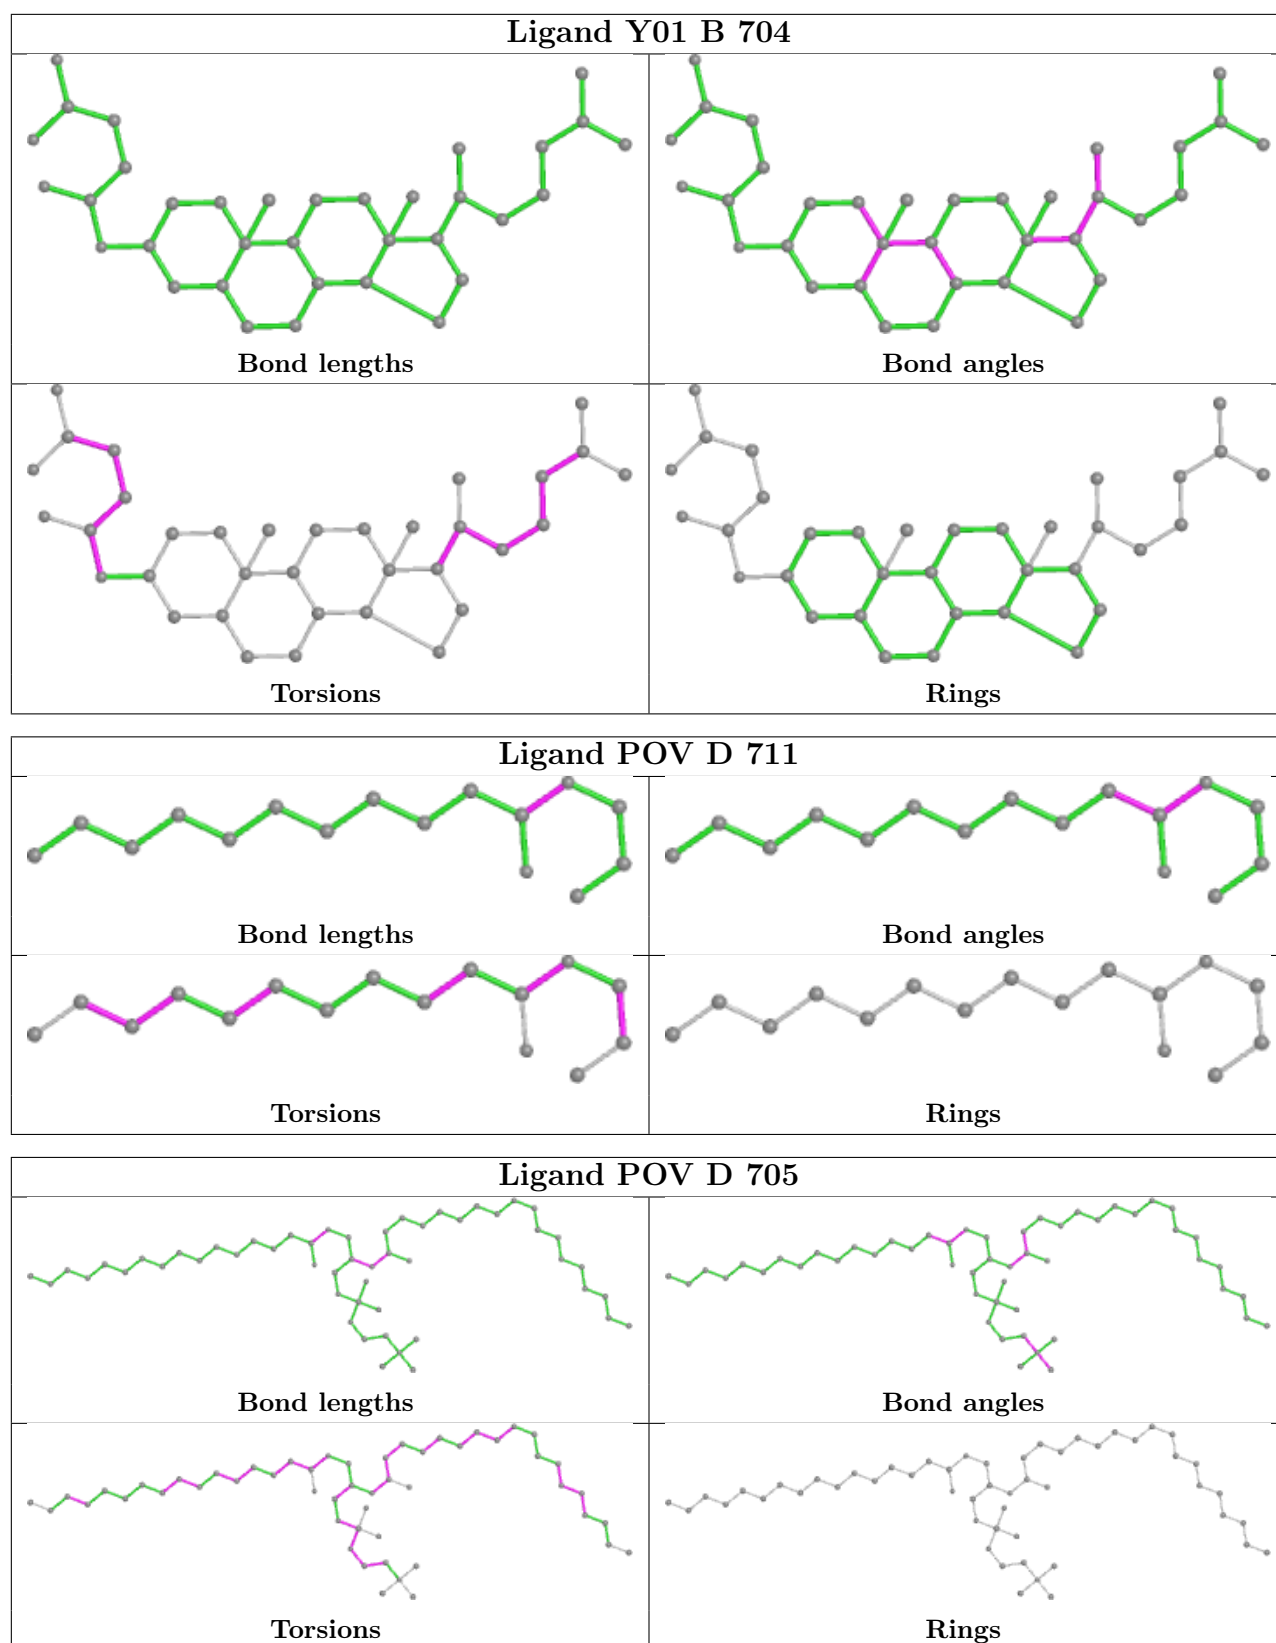 Ligand Y01 B 704
Bond lengths
Bond angles
Torsions
Rings
Ligand POV D 711
Bond lengths
Bond angles
Torsions
Rings
Ligand POV D 705
Bond lengths
Bond angles
Torsions
Rings